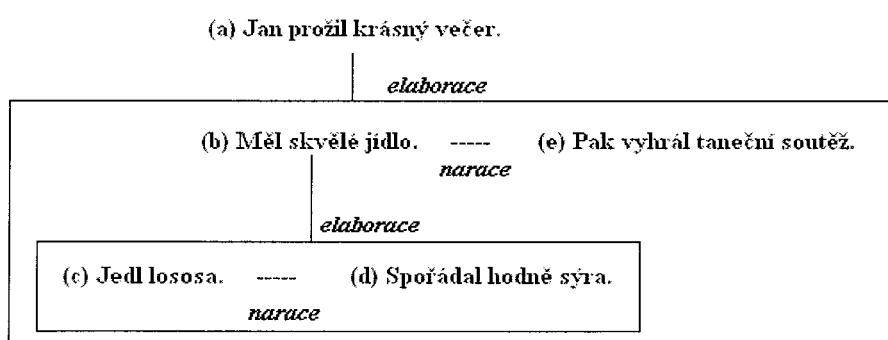 (a) Jan prožil krásný večer.
elaborace
(b) Měl skvělé jídlo. ----- (e) Pak vyhrál taneční soutěž.
narace
elaborace
(c) Jedl lososa. ----- (d) Spořádal hodně sýra.
narace